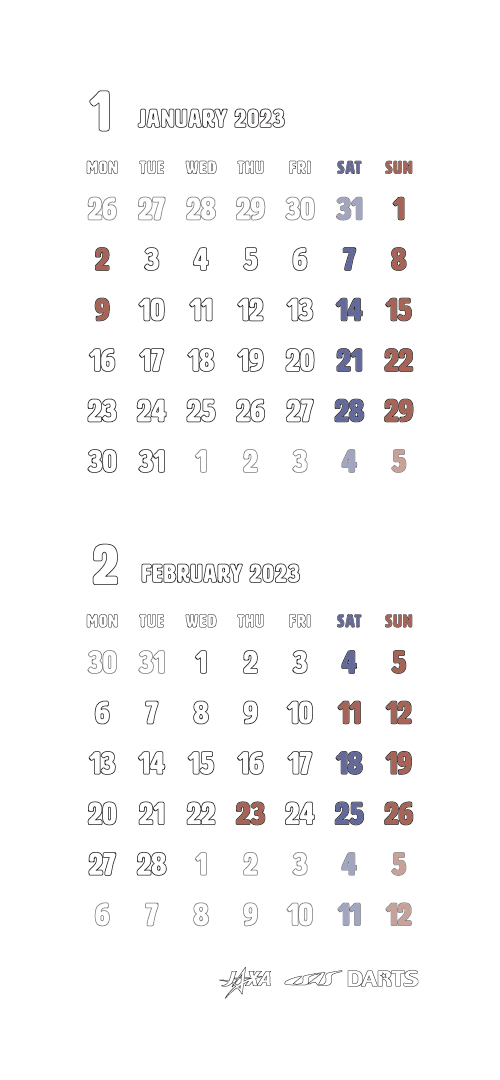 1 JANUARY 2023
MON TUE WED THU FRI SAT SUN
26 27 28 29 30 31 1
2 3 4 5 6 7 8
9 10 11 12 13 14 15
16 17 18 19 20 21 22
23 24 25 26 27 28 29
30 31 1 2 3 4 5
2 FEBRUARY 2023
MON TUE WED THU FRI SAT SUN
30 31 1 2 3 4 5
6 7 8 9 10 11 12
13 14 15 16 17 18 19
20 21 22 23 24 25 26
27 28 1 2 3 4 5
6 7 8 9 10 11 12
JAXA ISAS DARTS